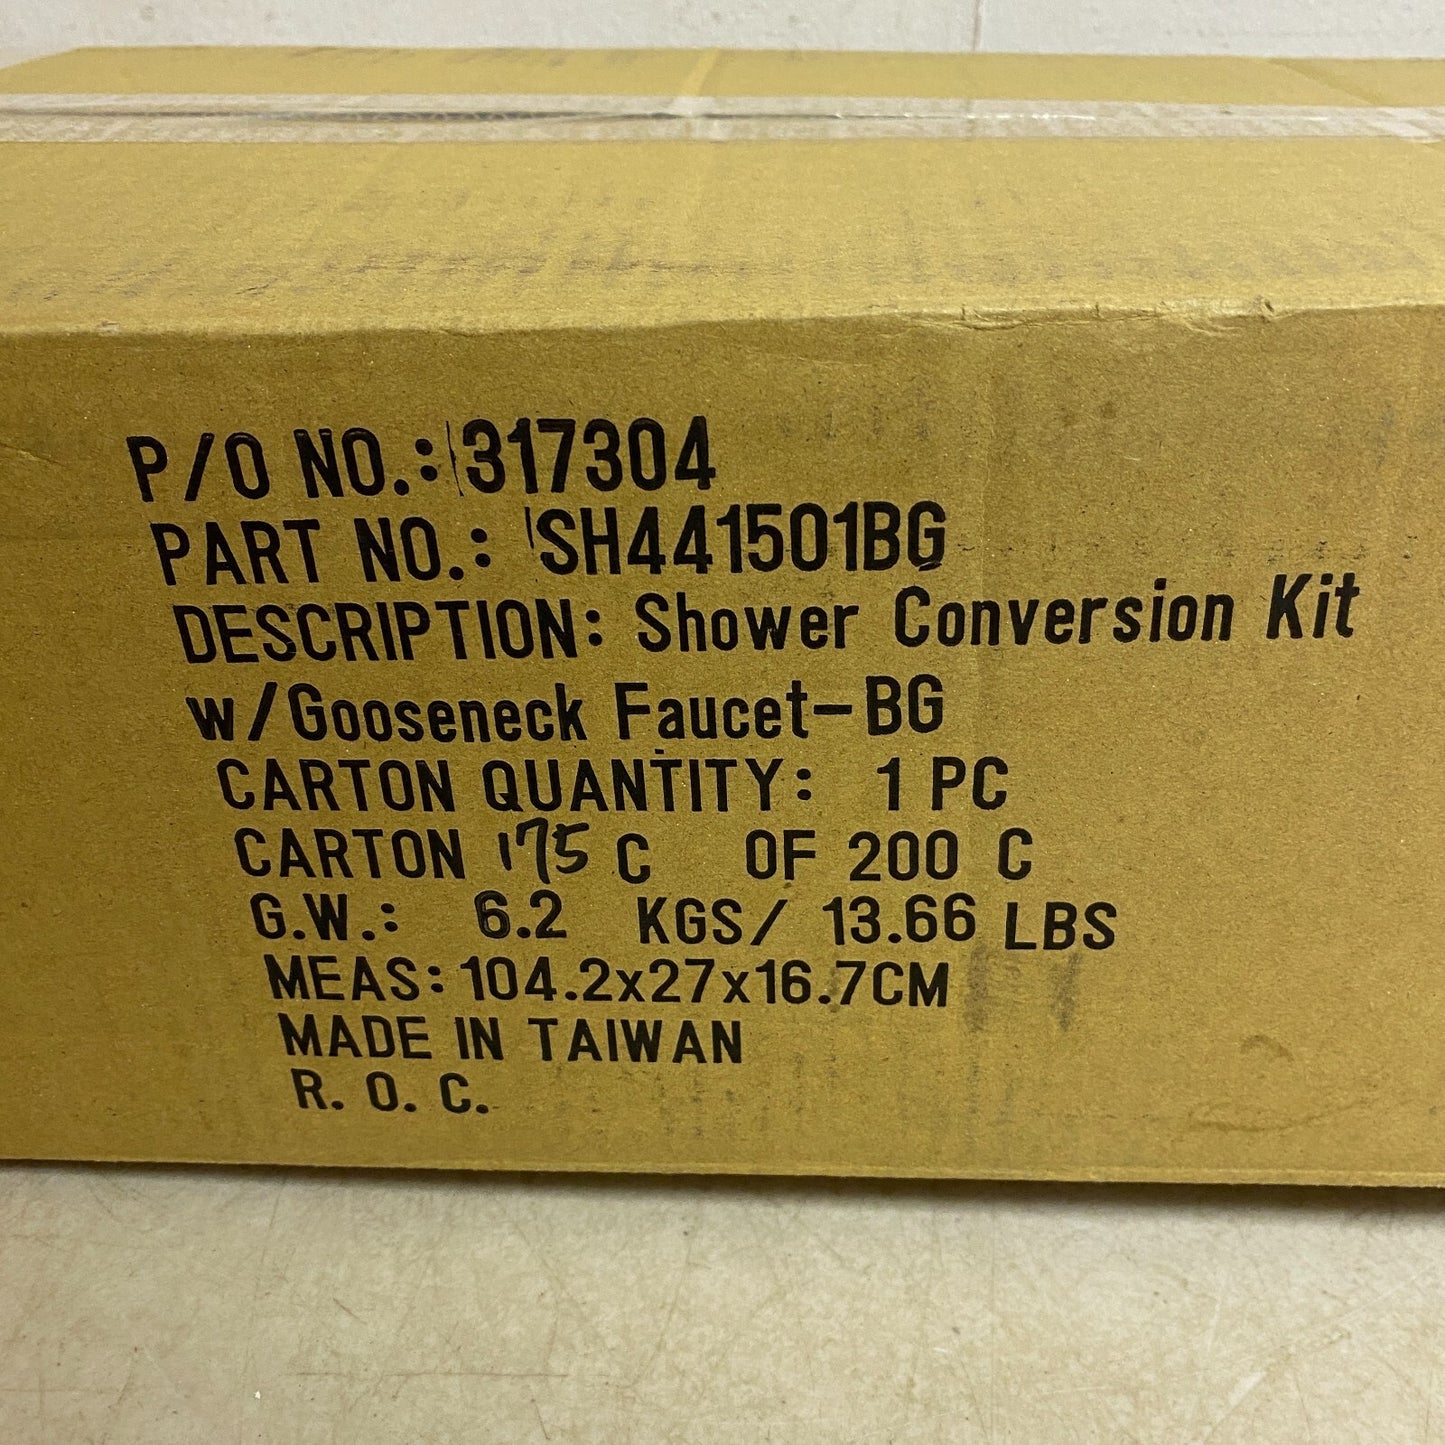 P/O NO.: 317304
PART NO.: SH441501BG
DESCRIPTION: Shower Conversion Kit
w/Gooseneck Faucet-BG
CARTON QUANTITY: 1 PC
CARTON 175 C OF 200 C
G.W.: 6.2 KGS/ 13.66 LBS
MEAS: 104.2x27x16.7CM
MADE IN TAIWAN
R. O. C.